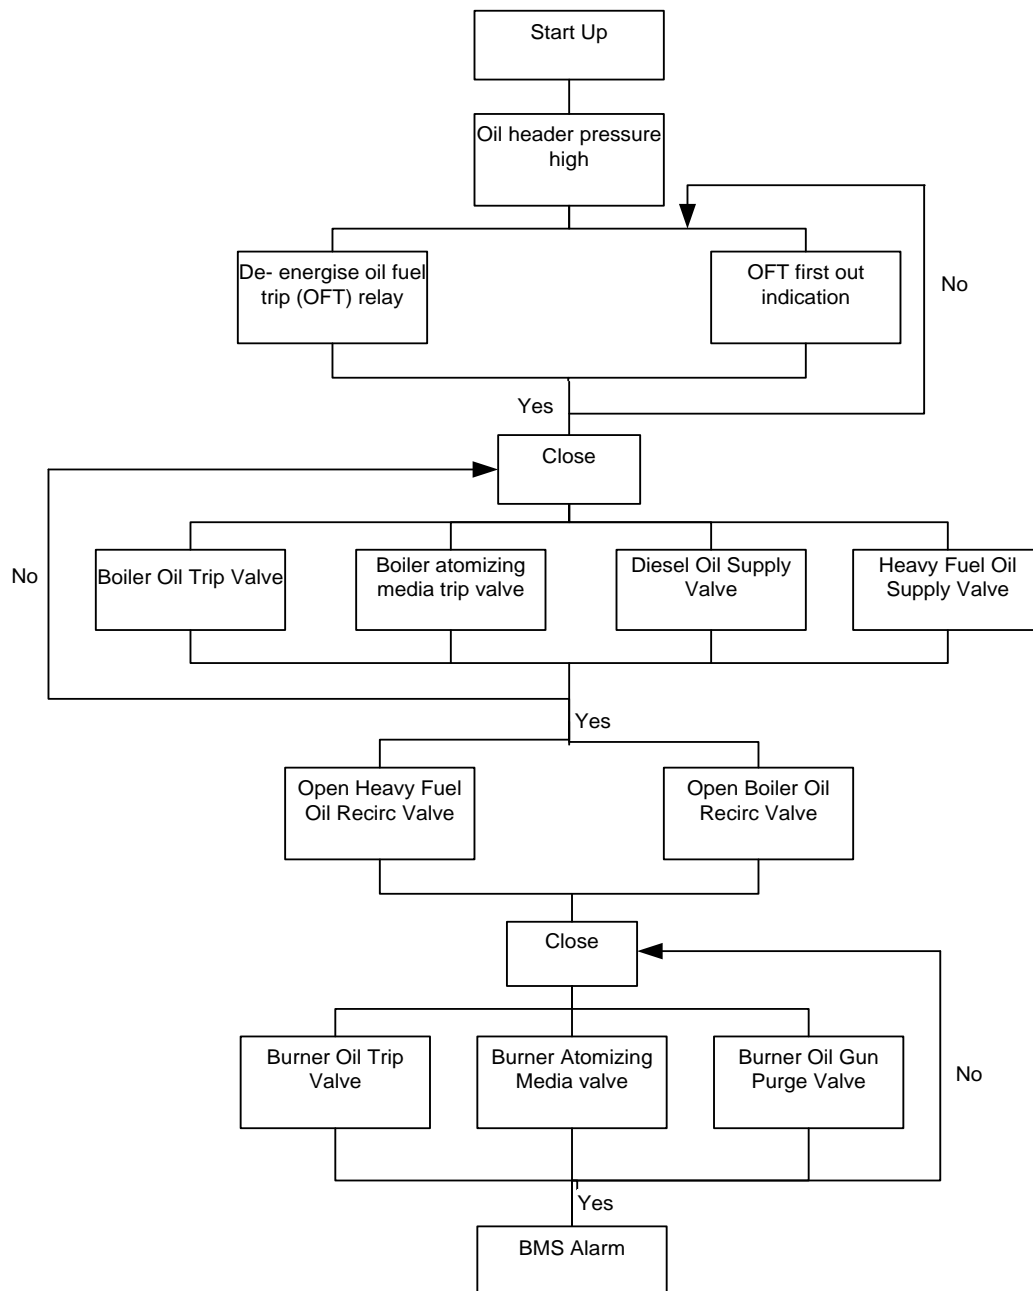 Start Up
Oil header pressure
high
De- energise oil fuel
trip (OFT) relay
OFT first out
indication
No
Yes
Close
No
Boiler Oil Trip Valve
Boiler atomizing
media trip valve
Diesel Oil Supply
Valve
Heavy Fuel Oil
Supply Valve
Yes
Open Heavy Fuel
Oil Recirc Valve
Open Boiler Oil
Recirc Valve
Close
Burner Oil Trip
Valve
Burner Atomizing
Media valve
Burner Oil Gun
Purge Valve
No
Yes
BMS Alarm